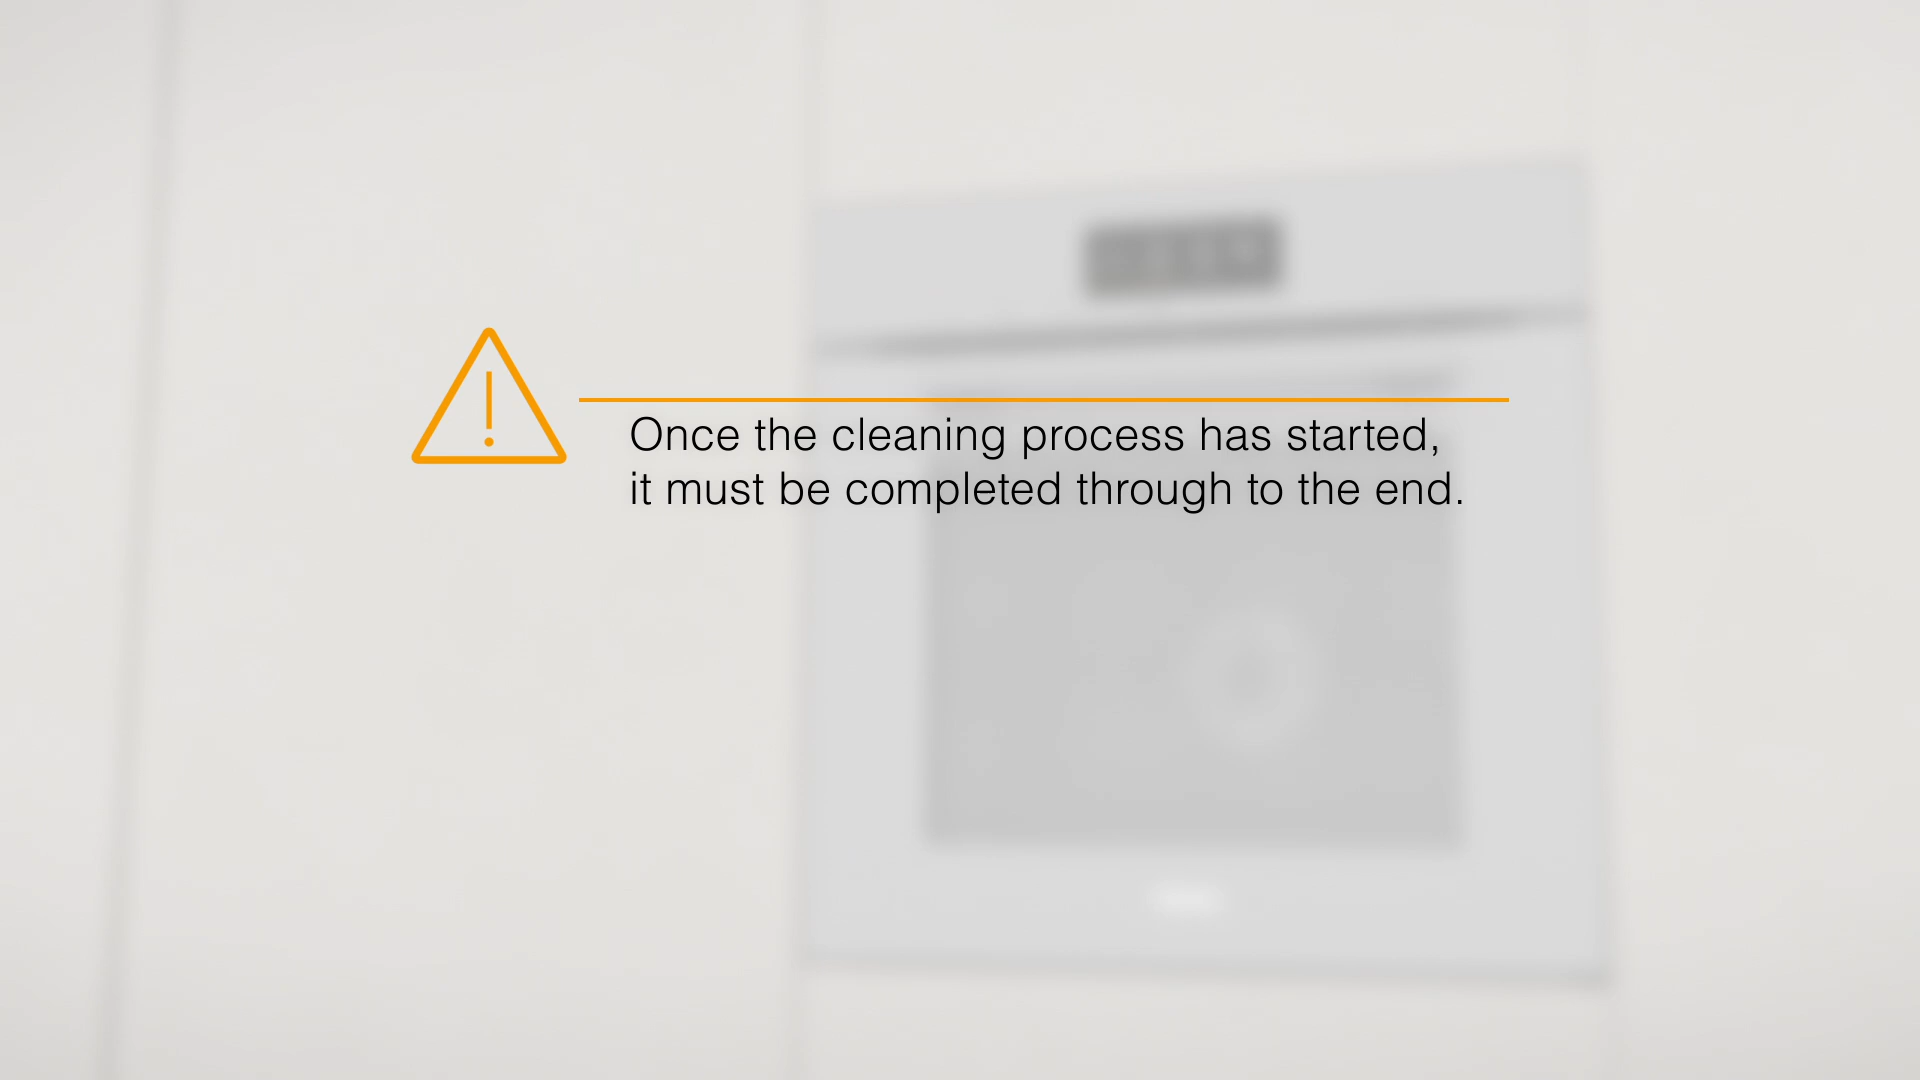 Once the cleaning process has started,
it must be completed through to the end.